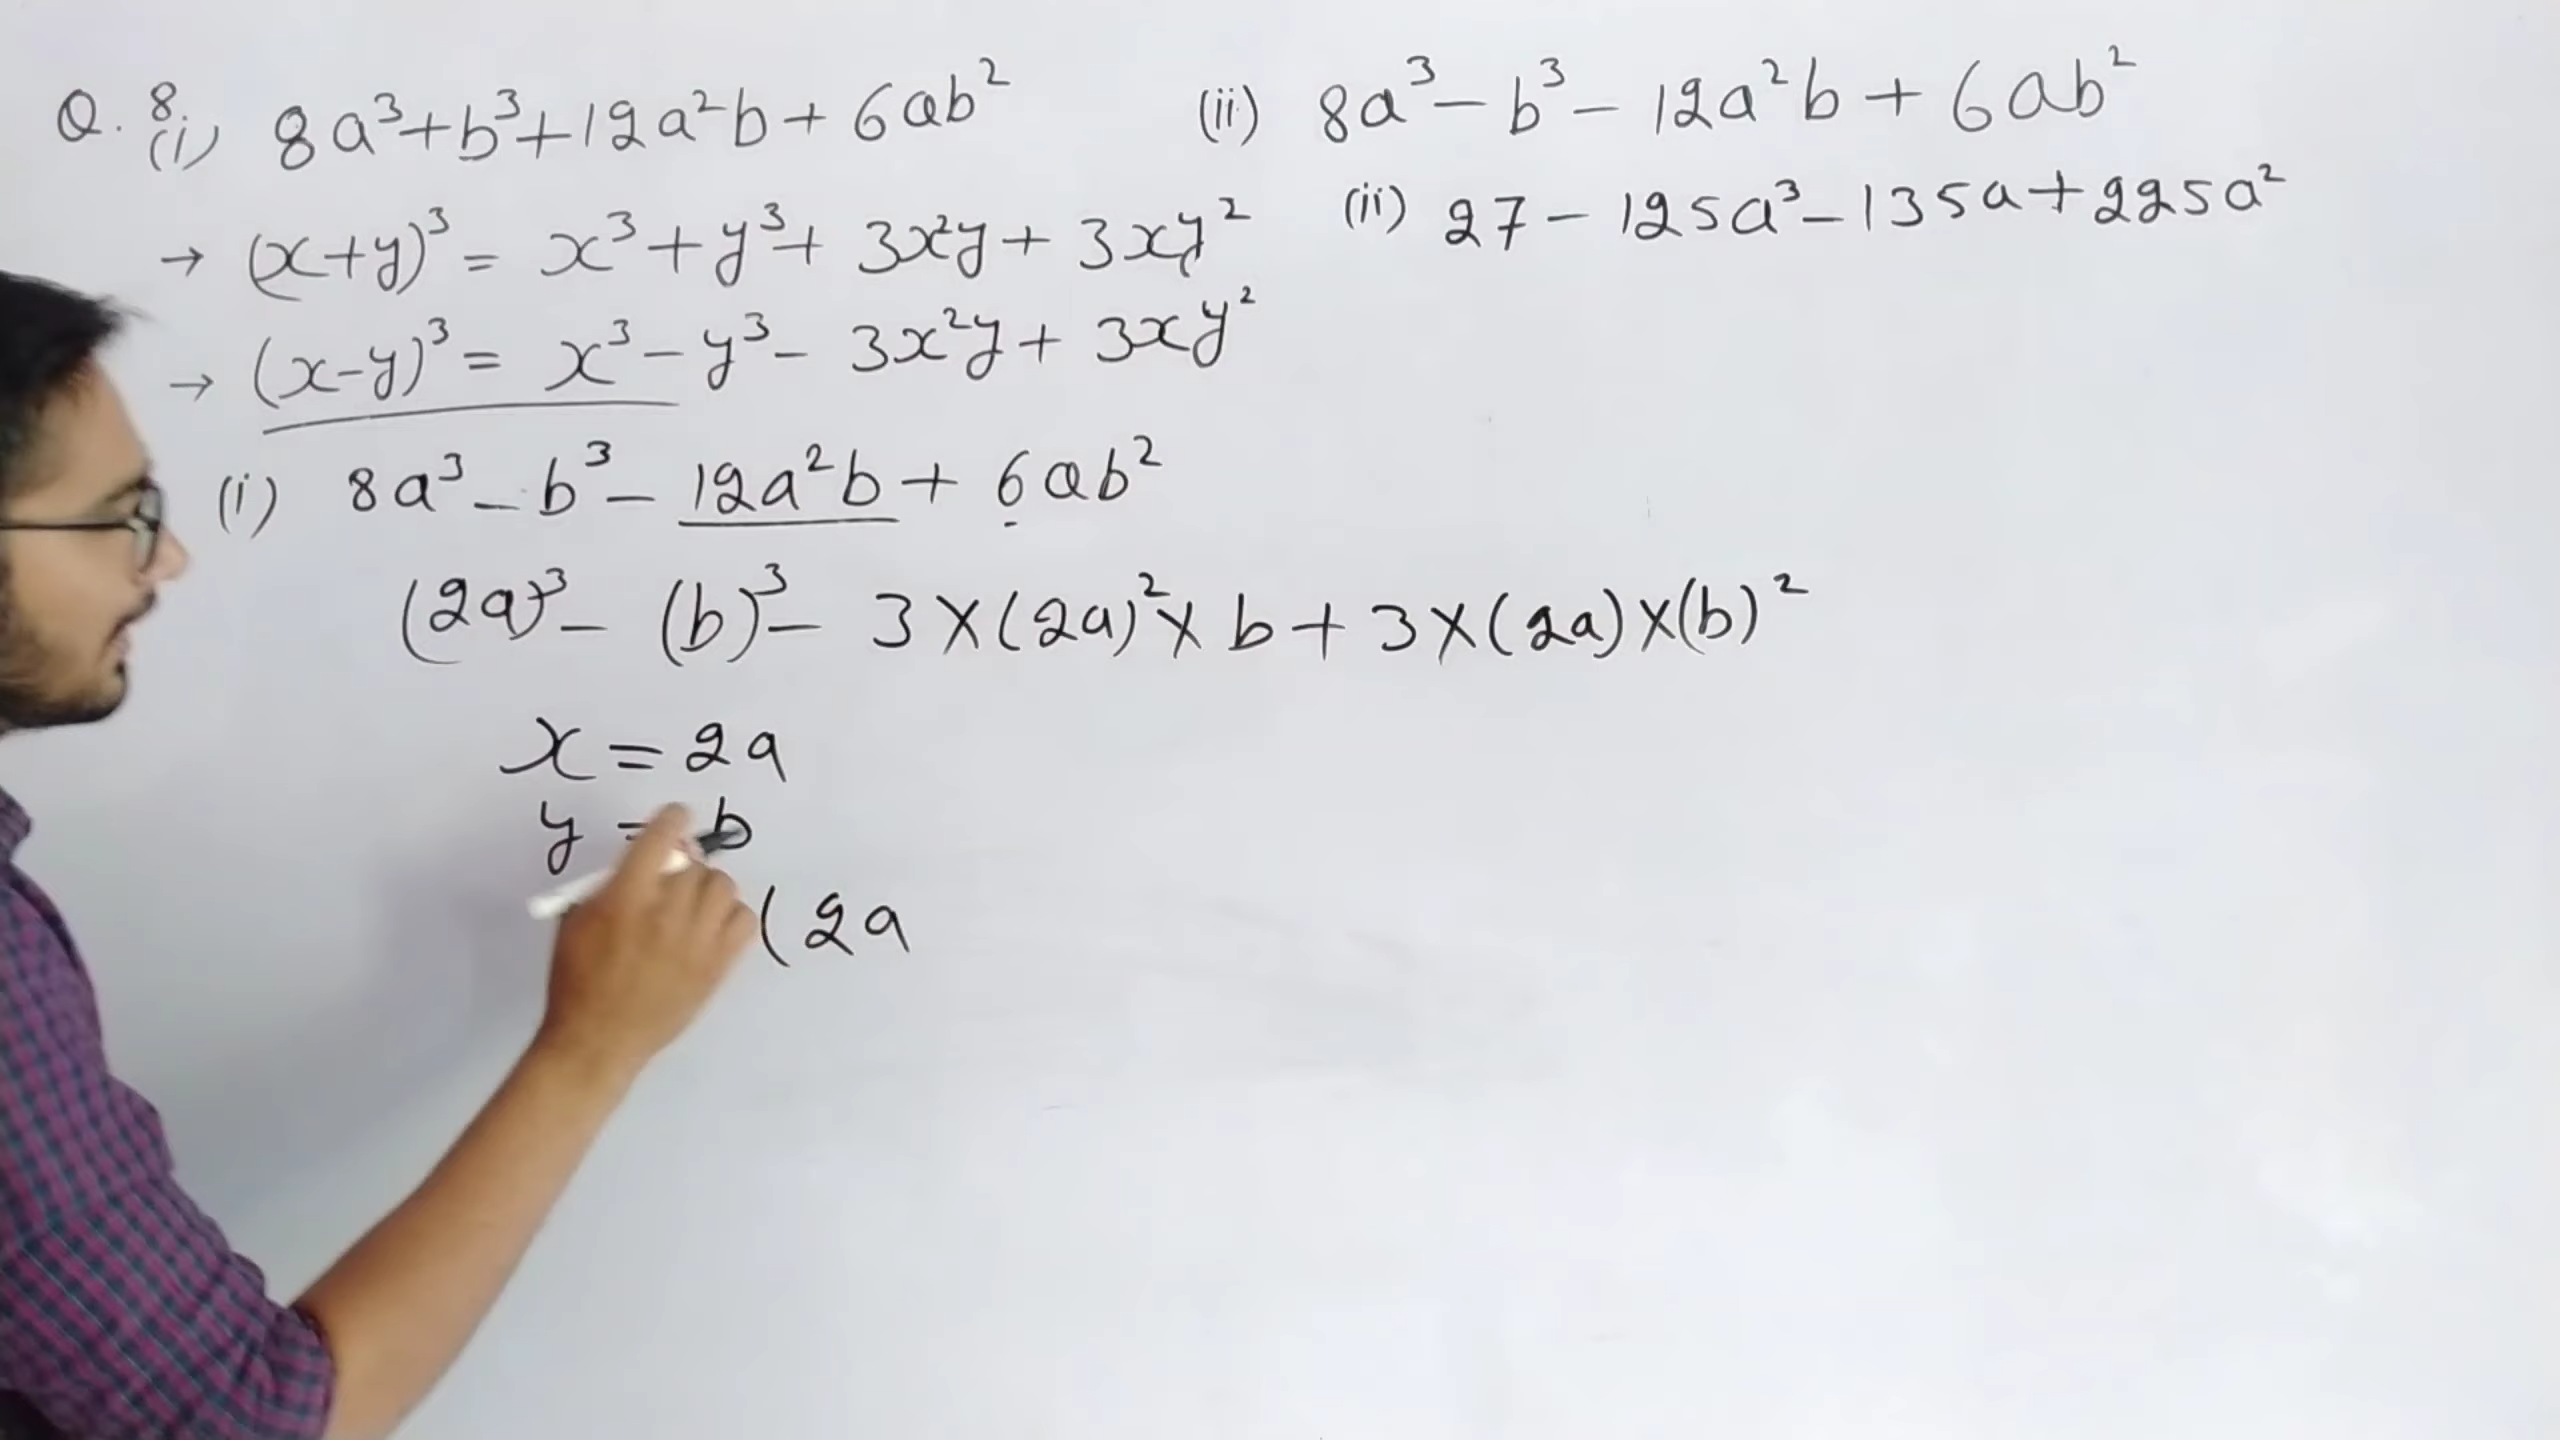 Q. 8. (i) 8a³+b³+12a²b+6ab²
(ii) 8a³-b³-12a²b+6ab²
(ii) 27-125a³-135a+225a²
→ (x+y)³ = x³+y³+3x²y+3xy²
→ (x-y)³ = x³-y³-3x²y+3xy²
(i) 8a³-b³-12a²b+6ab²
(2a)³-(b)³-3×(2a)²×b+3×(2a)×(b)²
x=2a
y=b
(2a